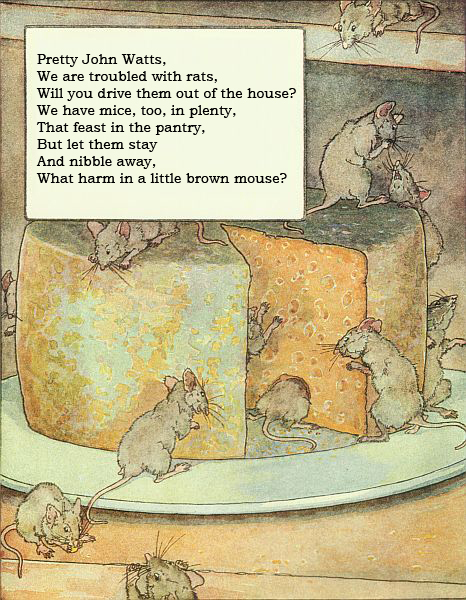 Pretty John Watts,
We are troubled with rats,
Will you drive them out of the house?
We have mice, too, in plenty,
That feast in the pantry,
But let them stay
And nibble away,
What harm in a little brown mouse?